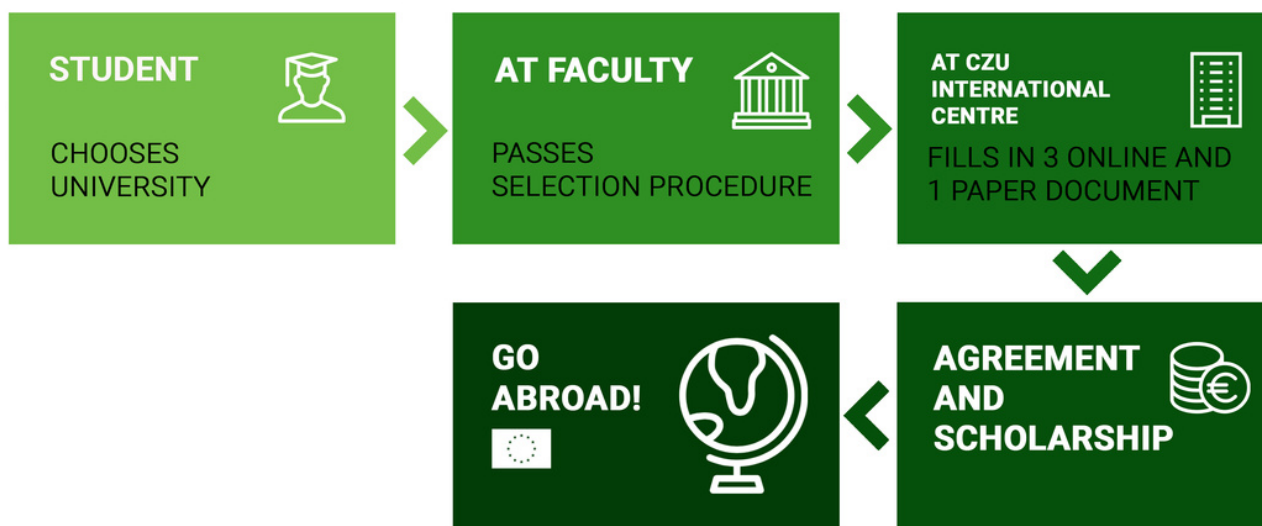 STUDENT
CHOOSES
UNIVERSITY
AT FACULTY
PASSES
SELECTION PROCEDURE
AT CZU
INTERNATIONAL
CENTRE
FILLS IN 3 ONLINE AND
1 PAPER DOCUMENT
AGREEMENT
AND
SCHOLARSHIP
€
GO
ABROAD!